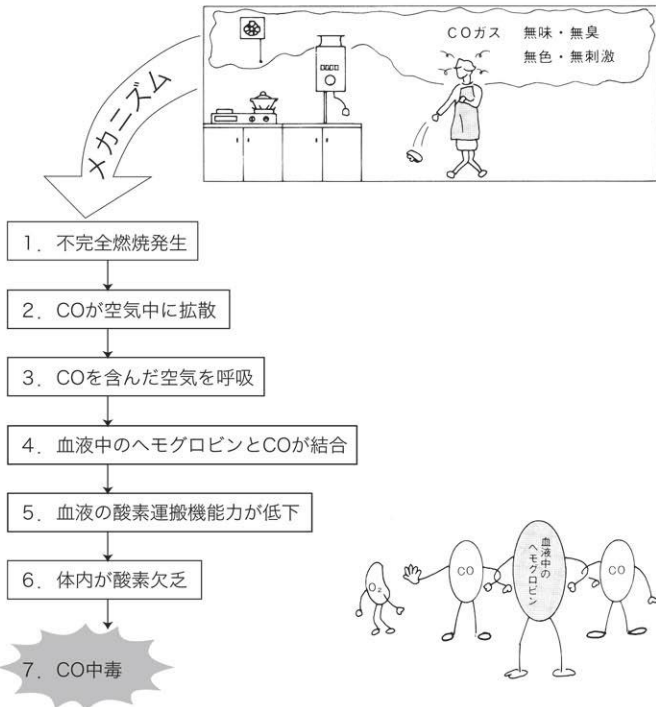 COガス 無味・無臭
無色・無刺激
メカニズム
1. 不完全燃焼発生
2. COが空気中に拡散
3. COを含んだ空気を呼吸
4. 血液中のヘモグロビンとCOが結合
5. 血液の酸素運搬機能力が低下
6. 体内が酸素欠乏
7. CO中毒
O₂
CO
血液中の
ヘモグロビン
CO